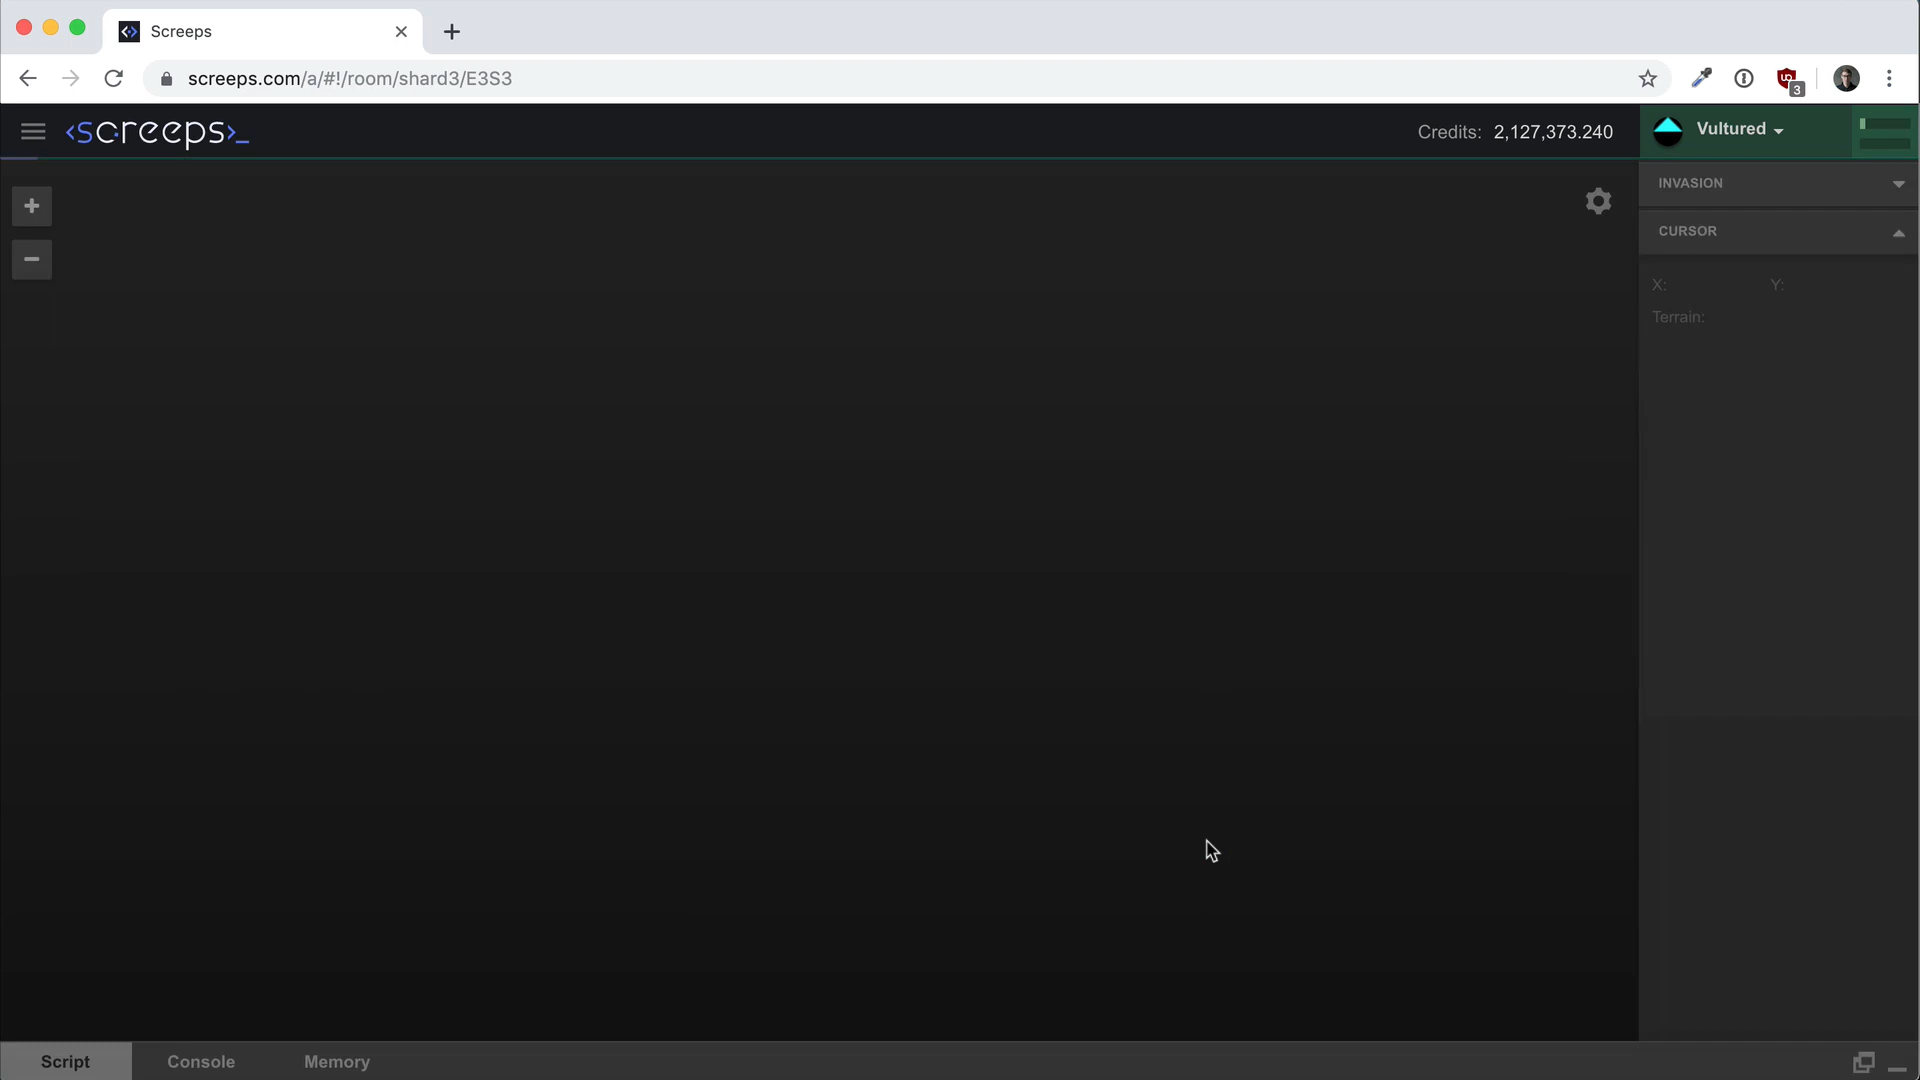 Screeps
screeps.com/a/#!/room/shard3/E3S3
3
<screeps>_
Credits: 2,127,373.240
Vultured
INVASION
CURSOR
X: Y:
Terrain:
Script Console Memory